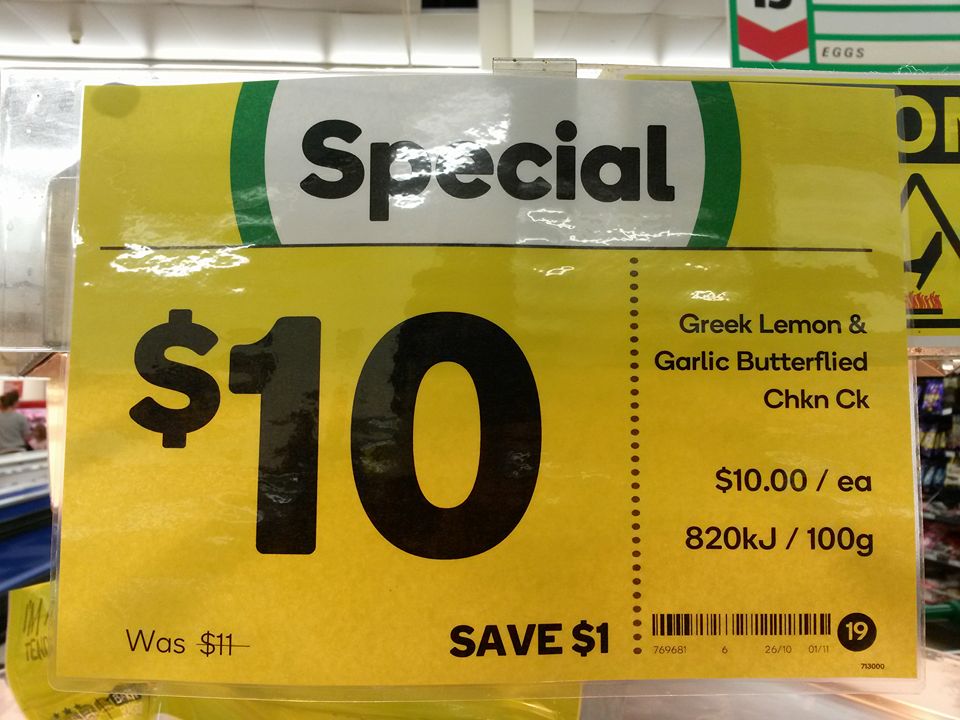 EGGS
Special
$10
Greek Lemon &
Garlic Butterflied
Chkn Ck
$10.00 / ea
820kJ / 100g
Was $11
SAVE $1
769681 6 26/10 01/11
19
713000